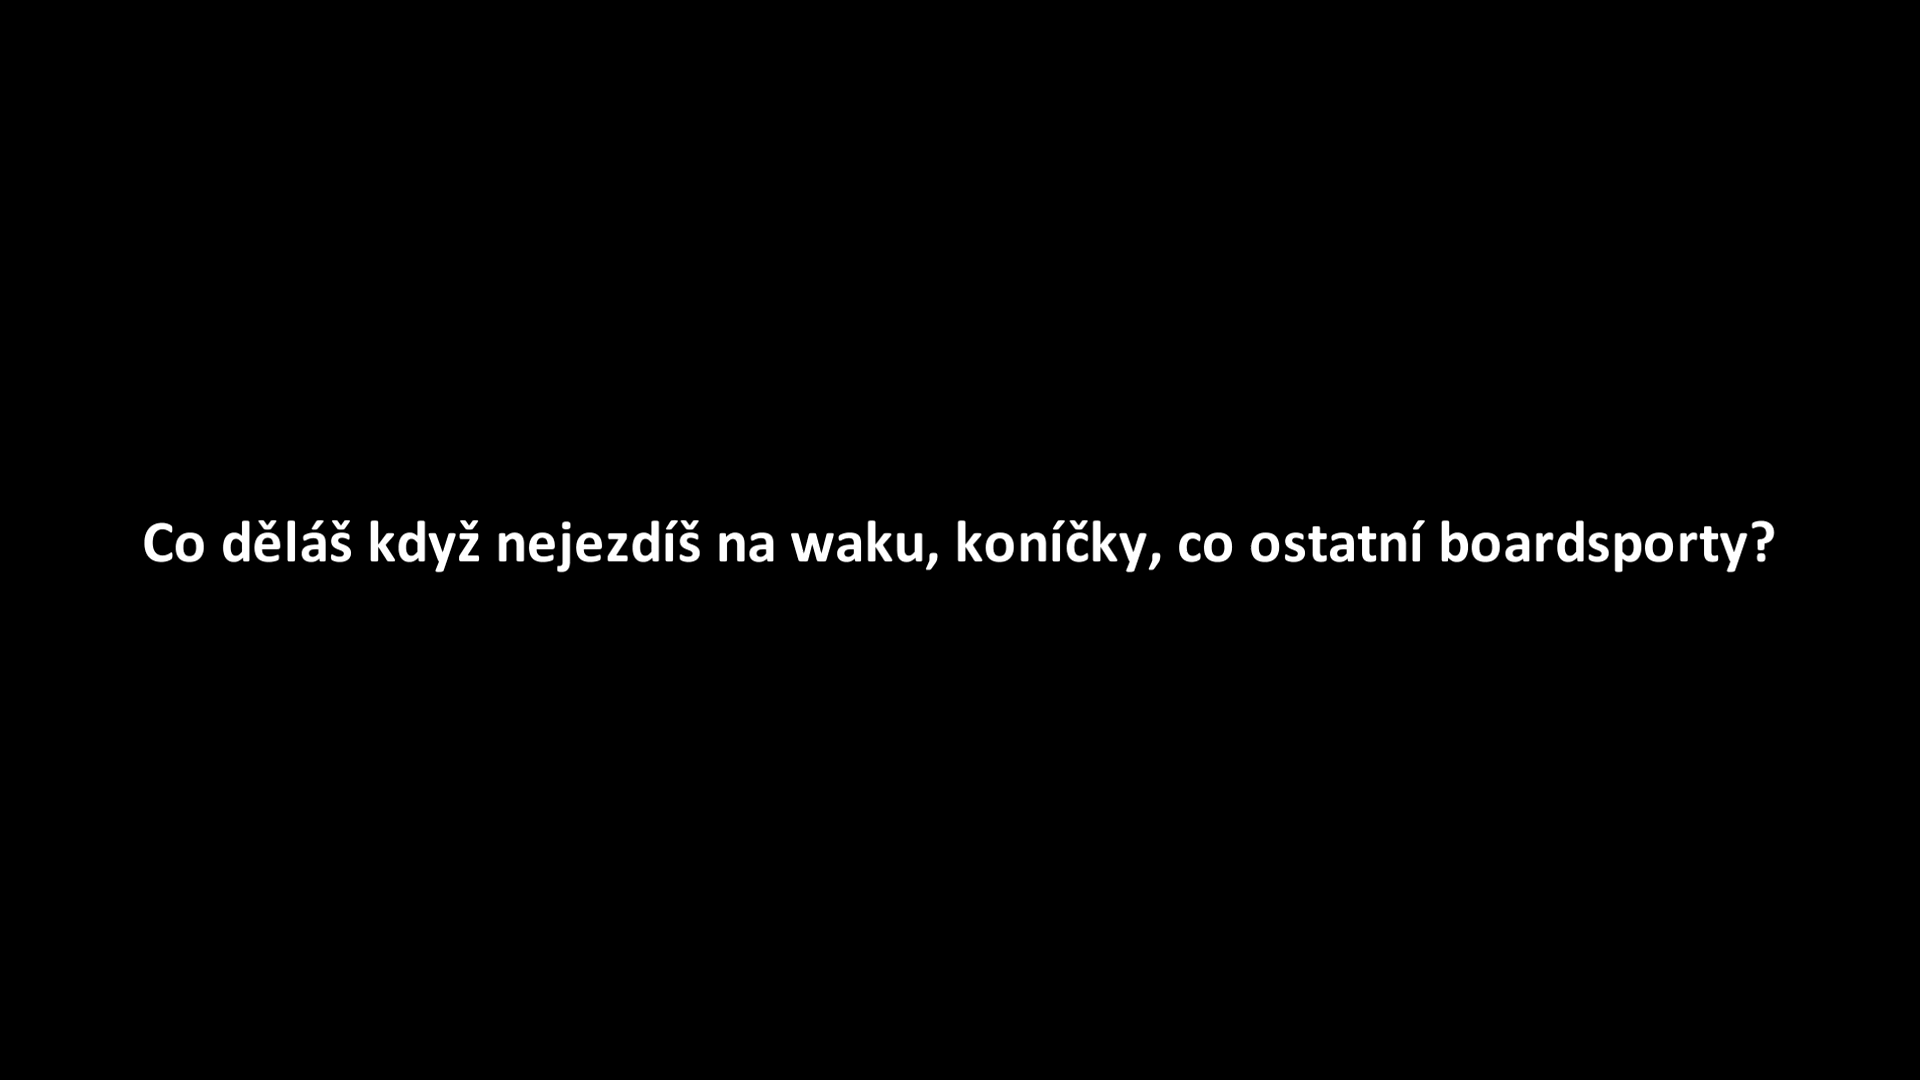 Co děláš když nejezdíš na waku, koníčky, co ostatní boardsporty?